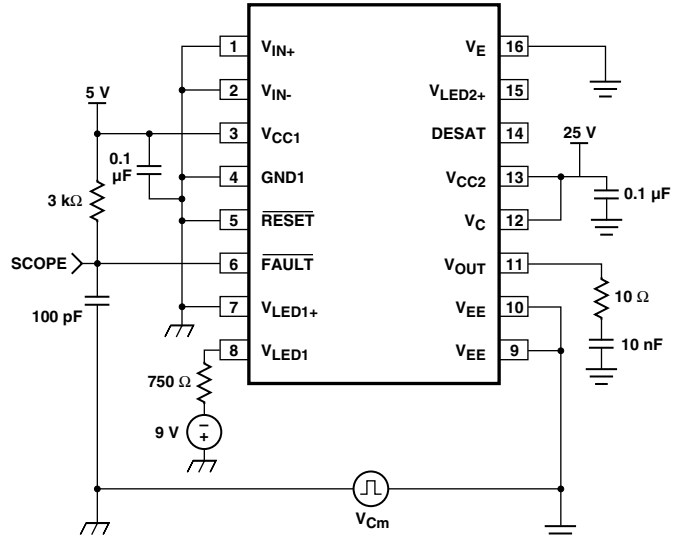 1 V_IN+
2 V_IN-
3 V_CC1
4 GND1
5 RESET
6 FAULT
7 V_LED1+
8 V_LED1
V_E 16
V_LED2+ 15
DESAT 14
V_CC2 13
V_C 12
V_OUT 11
V_EE 10
V_EE 9
5 V
0.1
µF
3 kΩ
SCOPE
100 pF
750 Ω
9 V
− +
25 V
0.1 µF
10 Ω
10 nF
V_Cm